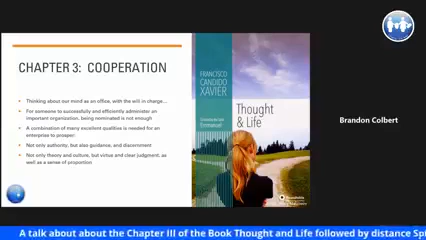 CHAPTER 3: COOPERATION
Thinking about our mind as an office, with the will in charge…
For someone to successfully and efficiently administer an
important organization, being nominated is not enough
A combination of many excellent qualities is needed for an
enterprise to prosper
Not only authority, but also guidance, and discernment
Not only theory and culture, but virtue and clear judgment, as
well as a sense of proportion
FRANCISCO
CANDIDO
XAVIER
Thought
& Life
Emmanuel
Brandon Colbert
A talk about about the Chapter III of the Book Thought and Life followed by distance Spi